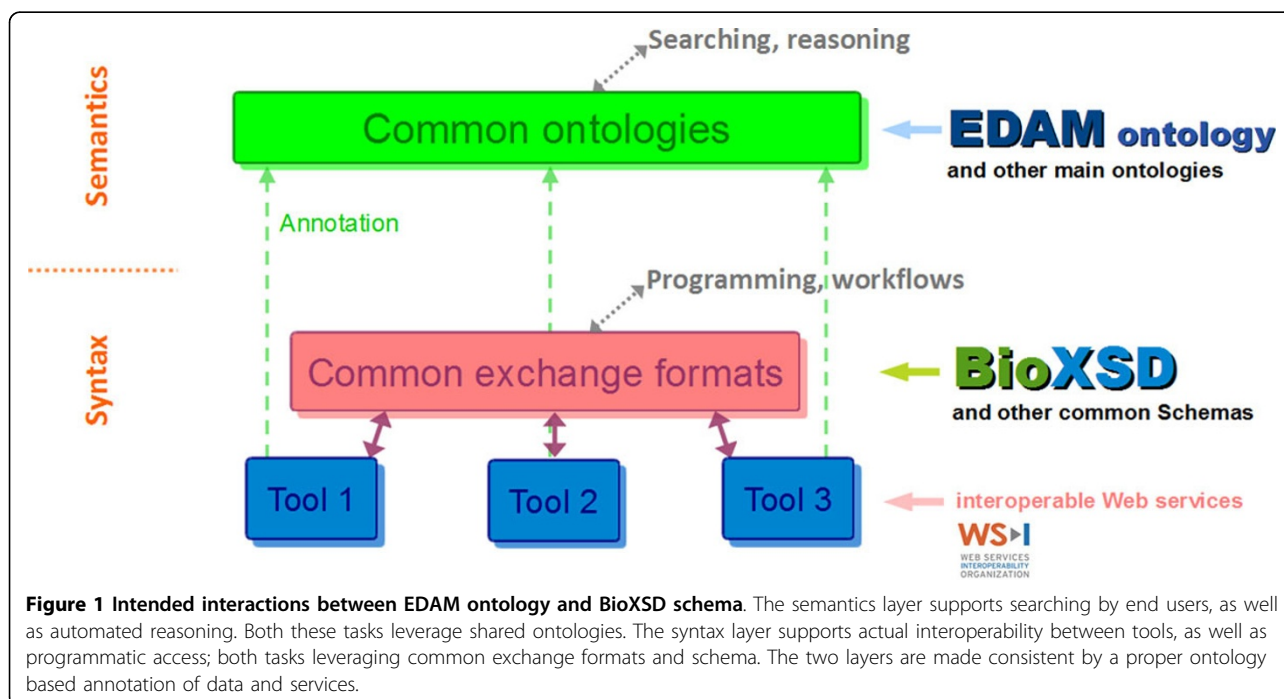 Searching, reasoning
Semantics
Common ontologies
EDAM ontology
and other main ontologies
Annotation
Programming, workflows
Syntax
Common exchange formats
BioXSD
and other common Schemas
Tool 1
Tool 2
Tool 3
interoperable Web services
WS►I
WEB SERVICES
INTEROPERABILITY
ORGANIZATION
Figure 1 Intended interactions between EDAM ontology and BioXSD schema. The semantics layer supports searching by end users, as well
as automated reasoning. Both these tasks leverage shared ontologies. The syntax layer supports actual interoperability between tools, as well as
programmatic access; both tasks leveraging common exchange formats and schema. The two layers are made consistent by a proper ontology
based annotation of data and services.